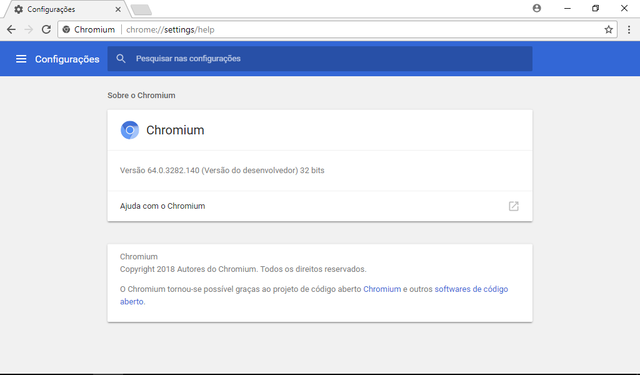 Configurações
Chromium | chrome://settings/help
Configurações
Pesquisar nas configurações
Sobre o Chromium
Chromium
Versão 64.0.3282.140 (Versão do desenvolvedor) 32 bits
Ajuda com o Chromium
Chromium
Copyright 2018 Autores do Chromium. Todos os direitos reservados.
O Chromium tornou-se possível graças ao projeto de código aberto Chromium e outros softwares de código
aberto.